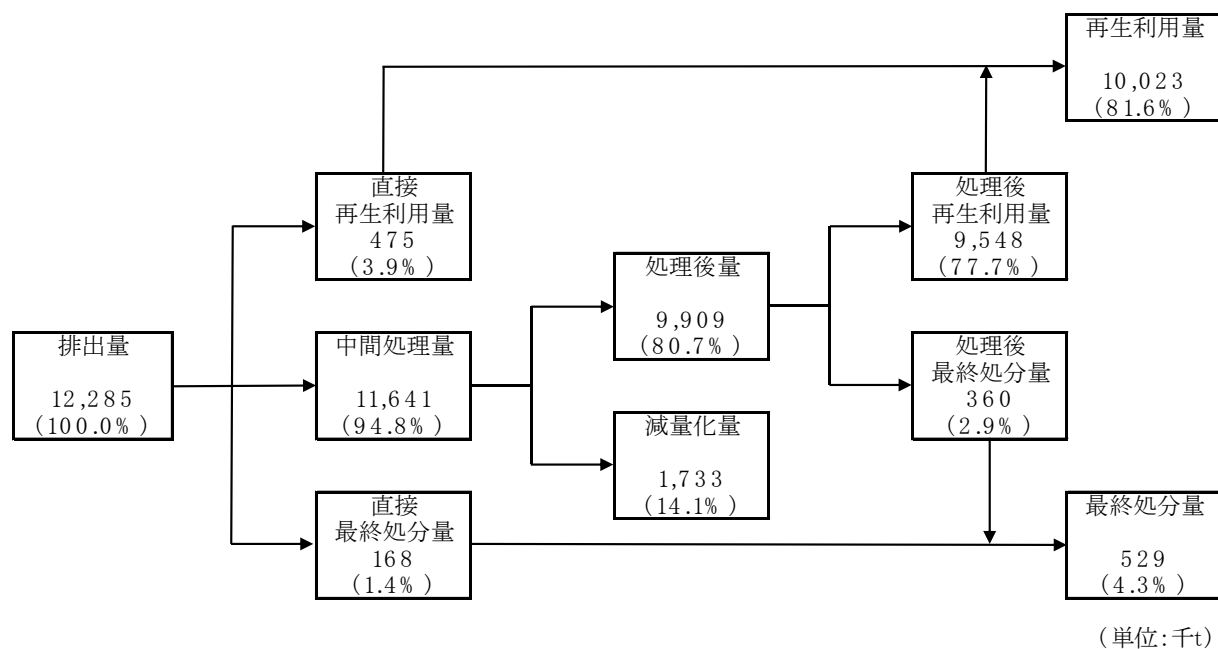 再生利用量
10,023
(81.6%)
直接
再生利用量
475
(3.9%)
処理後
再生利用量
9,548
(77.7%)
処理後量
9,909
(80.7%)
排出量
12,285
(100.0%)
中間処理量
11,641
(94.8%)
処理後
最終処分量
360
(2.9%)
減量化量
1,733
(14.1%)
直接
最終処分量
168
(1.4%)
最終処分量
529
(4.3%)
(単位:千t)